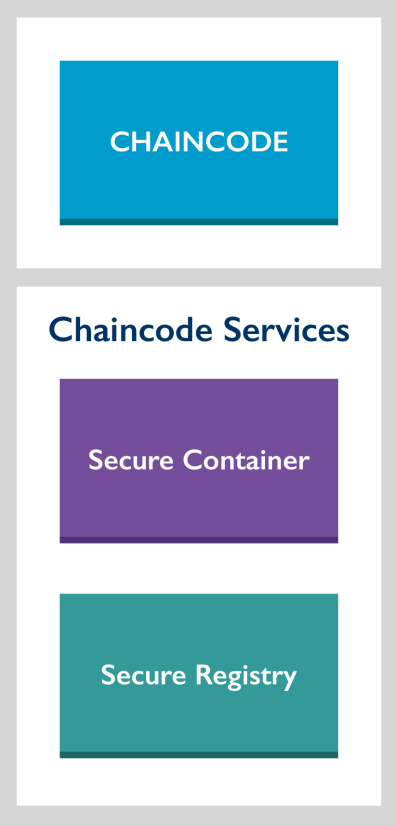 CHAINCODE
Chaincode Services
Secure Container
Secure Registry